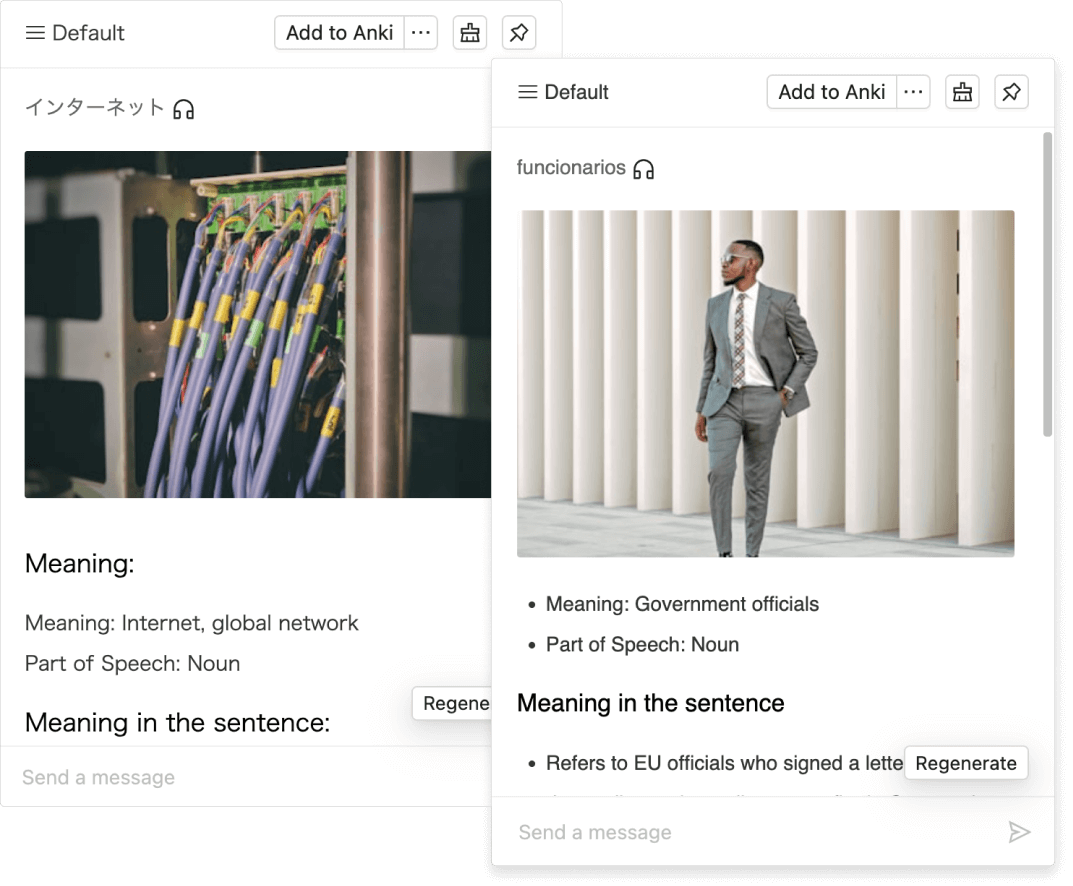 Default
Add to Anki
インターネット
Meaning:
Meaning: Internet, global network
Part of Speech: Noun
Meaning in the sentence:
Regene
Send a message
Default
Add to Anki
funcionarios
Meaning: Government officials
Part of Speech: Noun
Meaning in the sentence
Refers to EU officials who signed a lette
Regenerate
Send a message